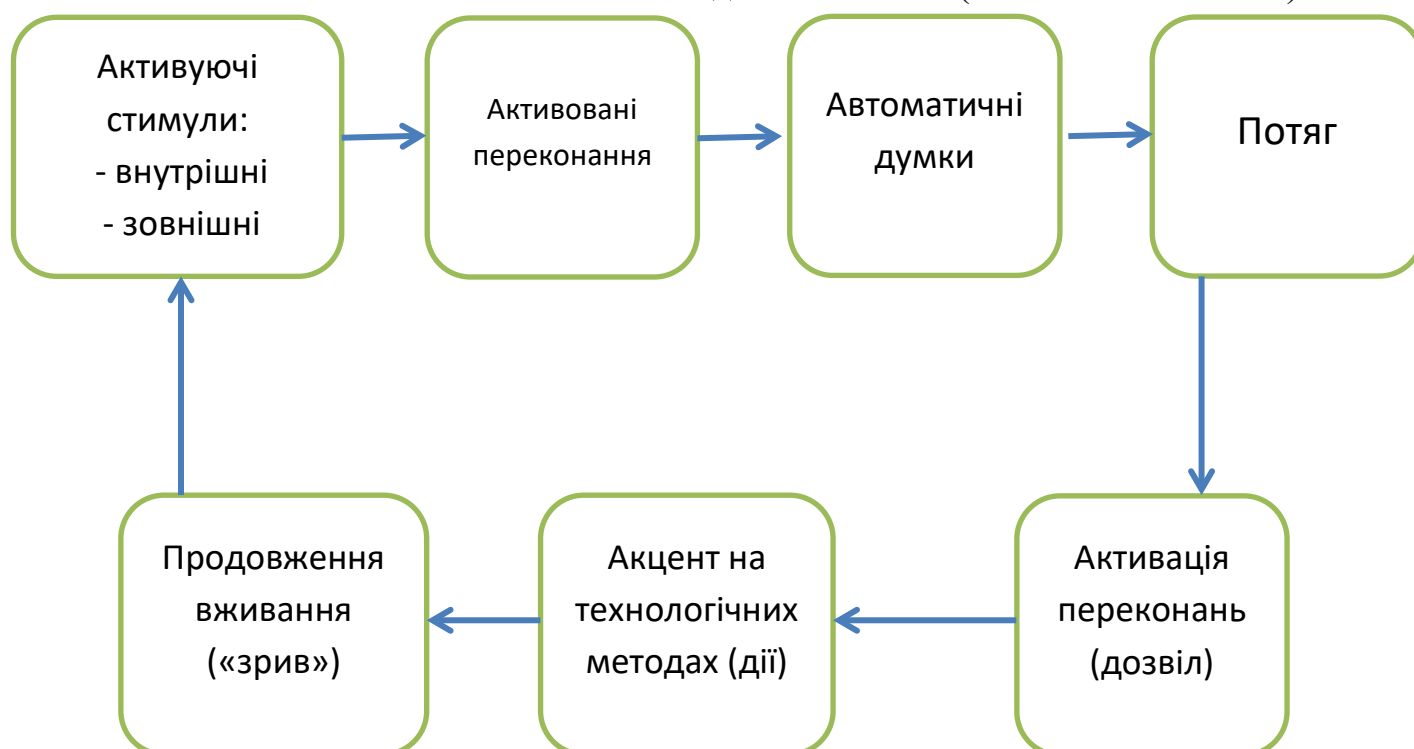 Активуючі
стимули:
- внутрішні
- зовнішні
Активовані
переконання
Автоматичні
думки
Потяг
Активація
переконань
(дозвіл)
Акцент на
технологічних
методах (дії)
Продовження
вживання
(«зрив»)